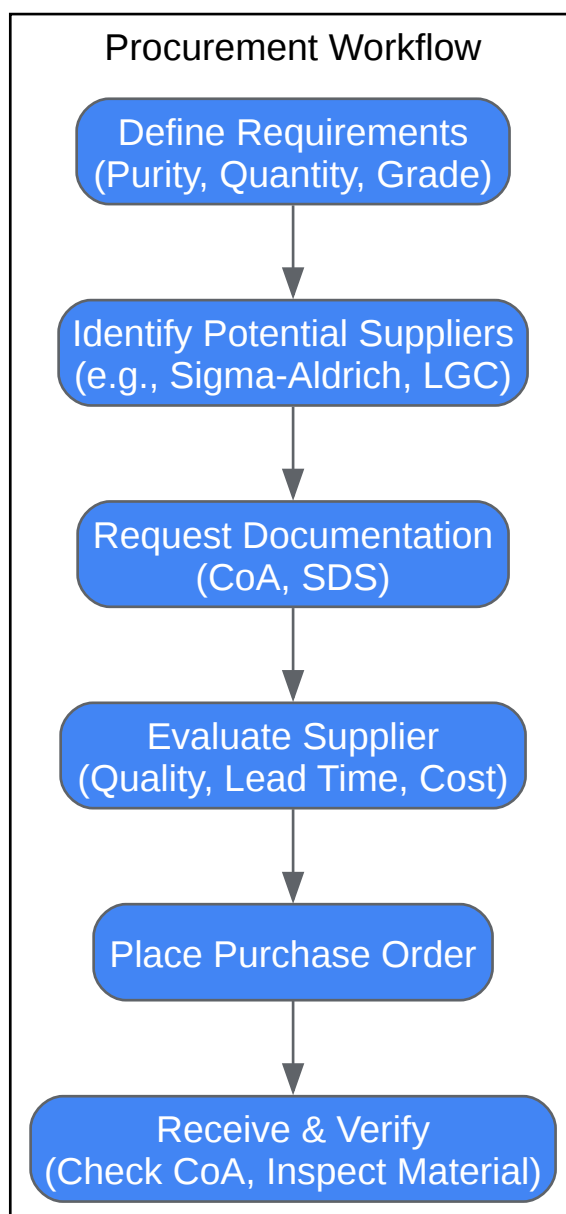 Procurement Workflow
Define Requirements
(Purity, Quantity, Grade)
Identify Potential Suppliers
(e.g., Sigma-Aldrich, LGC)
Request Documentation
(CoA, SDS)
Evaluate Supplier
(Quality, Lead Time, Cost)
Place Purchase Order
Receive & Verify
(Check CoA, Inspect Material)